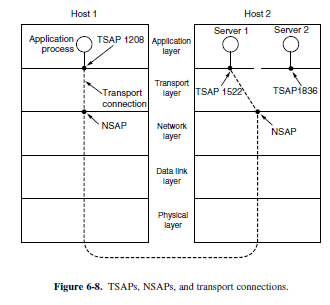 Host 1
Host 2
Server 1
Server 2
Application
process
TSAP 1208
Application
layer
Transport
connection
Transport
layer
TSAP 1522
TSAP1836
NSAP
Network
layer
NSAP
Data link
layer
Physical
layer
Figure 6-8. TSAPs, NSAPs, and transport connections.